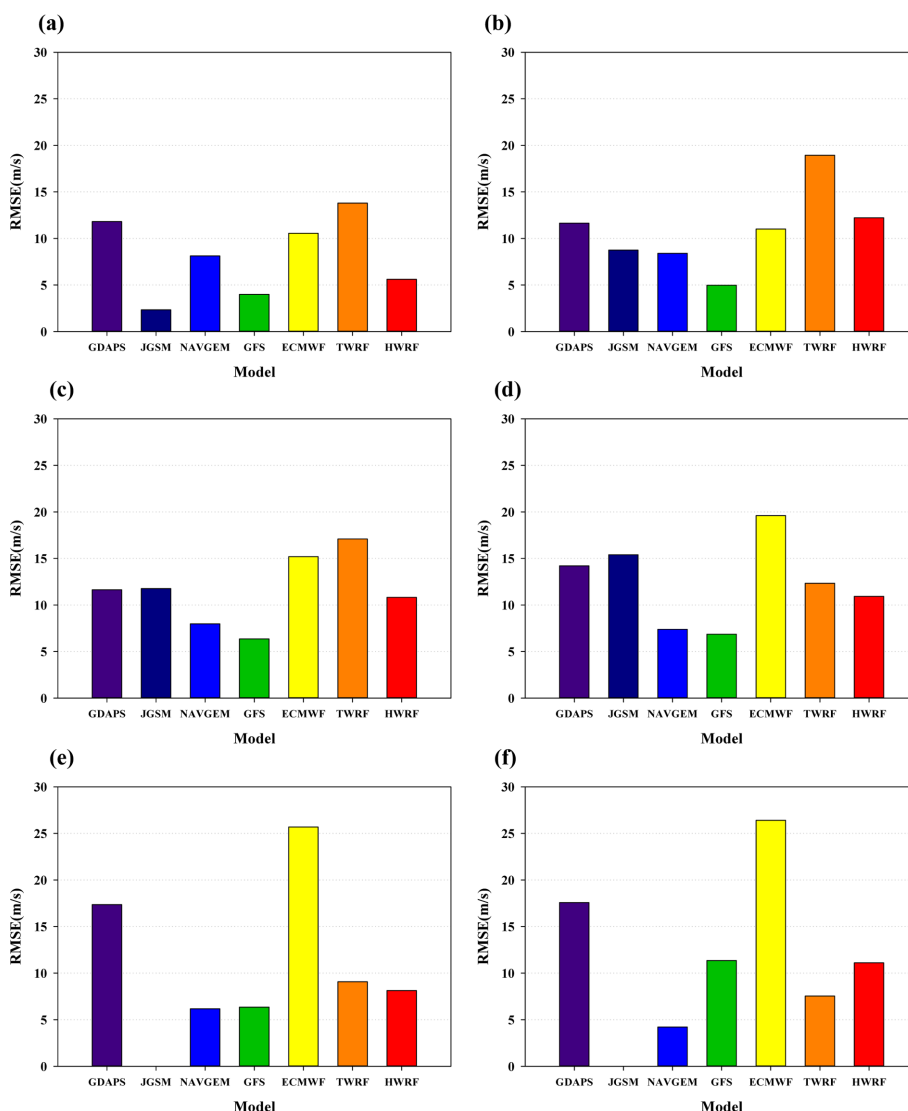 (a)
RMSE(m/s)
30
25
20
15
10
5
0
GDAPS JGSM NAVGEM GFS ECMWF TWRF HWRF
Model
(b)
RMSE(m/s)
30
25
20
15
10
5
0
GDAPS JGSM NAVGEM GFS ECMWF TWRF HWRF
Model
(c)
RMSE(m/s)
30
25
20
15
10
5
0
GDAPS JGSM NAVGEM GFS ECMWF TWRF HWRF
Model
(d)
RMSE(m/s)
30
25
20
15
10
5
0
GDAPS JGSM NAVGEM GFS ECMWF TWRF HWRF
Model
(e)
RMSE(m/s)
30
25
20
15
10
5
0
GDAPS JGSM NAVGEM GFS ECMWF TWRF HWRF
Model
(f)
RMSE(m/s)
30
25
20
15
10
5
0
GDAPS JGSM NAVGEM GFS ECMWF TWRF HWRF
Model